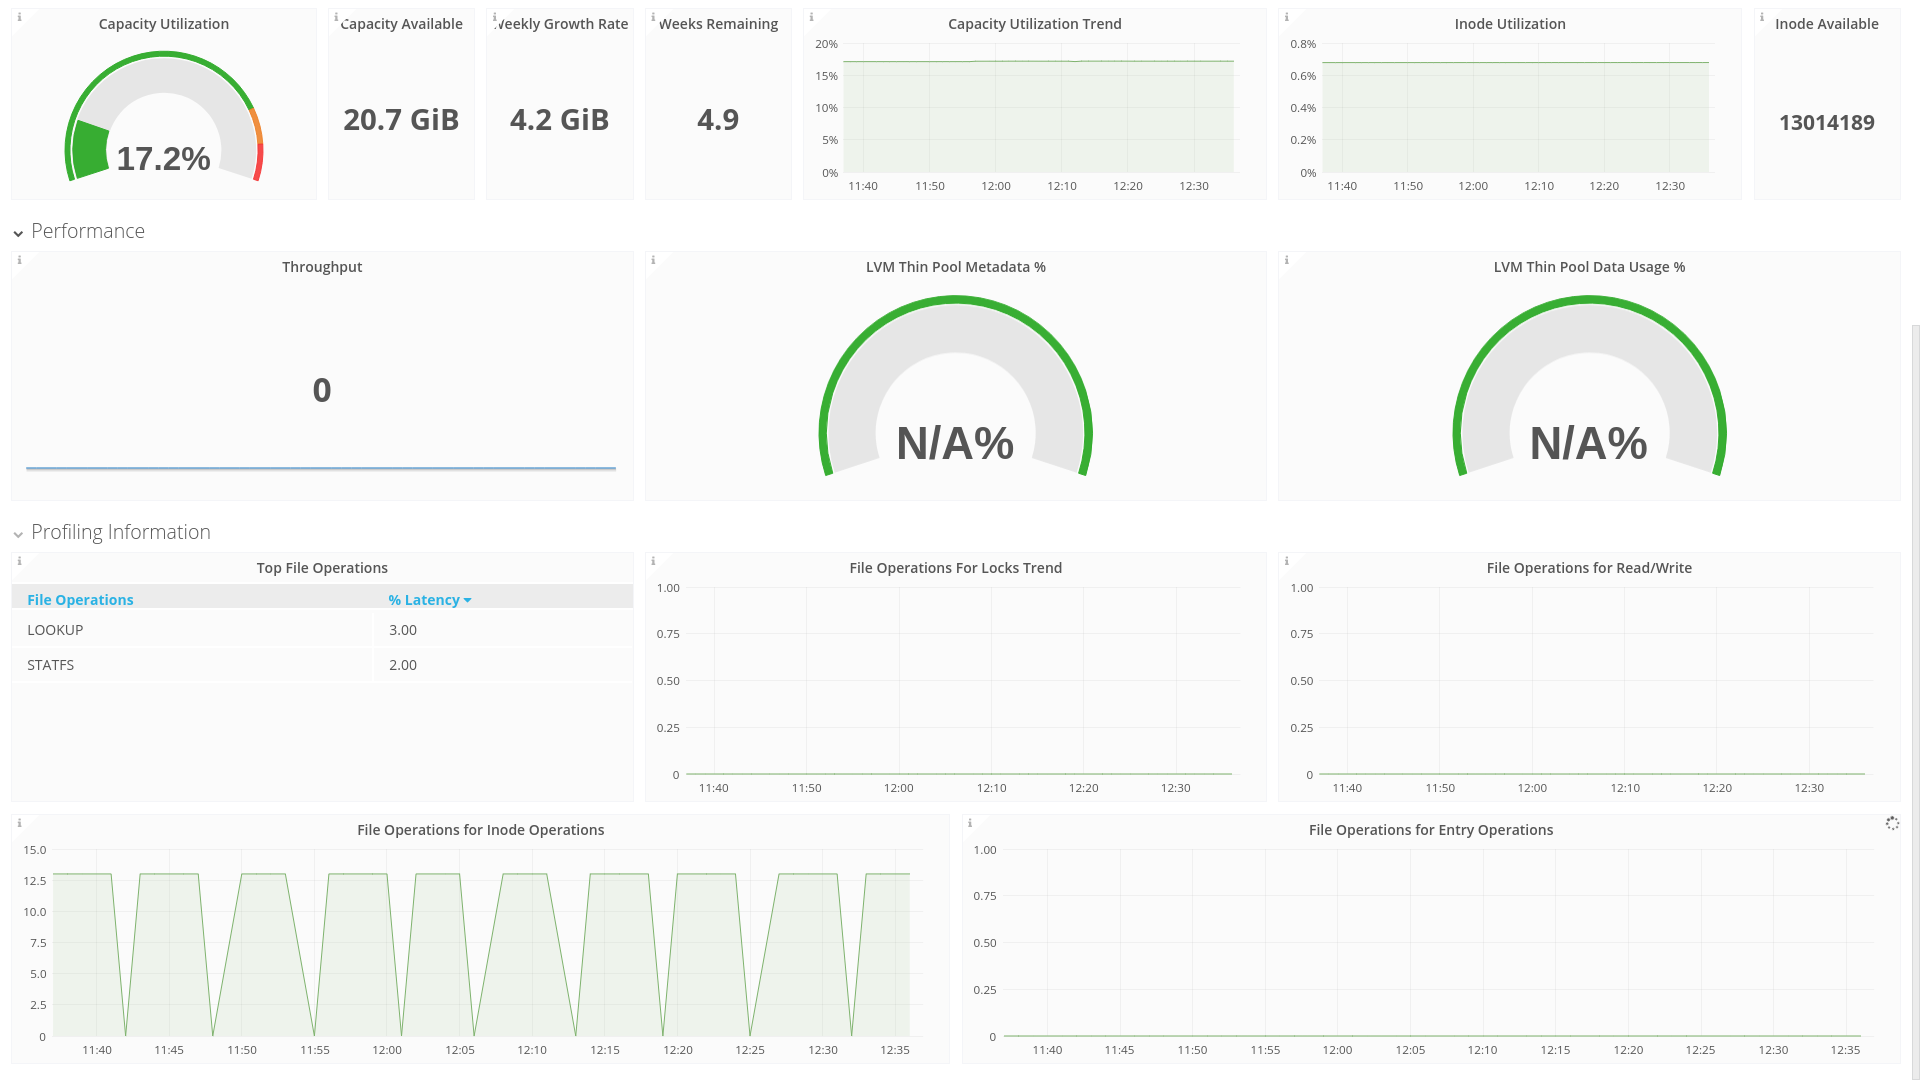 Capacity Utilization
17.2%
Capacity Available
20.7 GiB
Weekly Growth Rate
4.2 GiB
Weeks Remaining
4.9
Capacity Utilization Trend
20%
15%
10%
5%
0%
11:40 11:50 12:00 12:10 12:20 12:30
Inode Utilization
0.8%
0.6%
0.4%
0.2%
0%
11:40 11:50 12:00 12:10 12:20 12:30
Inode Available
13014189
Performance
Throughput
0
LVM Thin Pool Metadata %
N/A%
LVM Thin Pool Data Usage %
N/A%
Profiling Information
Top File Operations
File Operations % Latency
LOOKUP 3.00
STATFS 2.00
File Operations For Locks Trend
1.00
0.75
0.50
0.25
0
11:40 11:50 12:00 12:10 12:20 12:30
File Operations for Read/Write
1.00
0.75
0.50
0.25
0
11:40 11:50 12:00 12:10 12:20 12:30
File Operations for Inode Operations
15.0
12.5
10.0
7.5
5.0
2.5
0
11:40 11:45 11:50 11:55 12:00 12:05 12:10 12:15 12:20 12:25 12:30 12:35
File Operations for Entry Operations
1.00
0.75
0.50
0.25
0
11:40 11:45 11:50 11:55 12:00 12:05 12:10 12:15 12:20 12:25 12:30 12:35